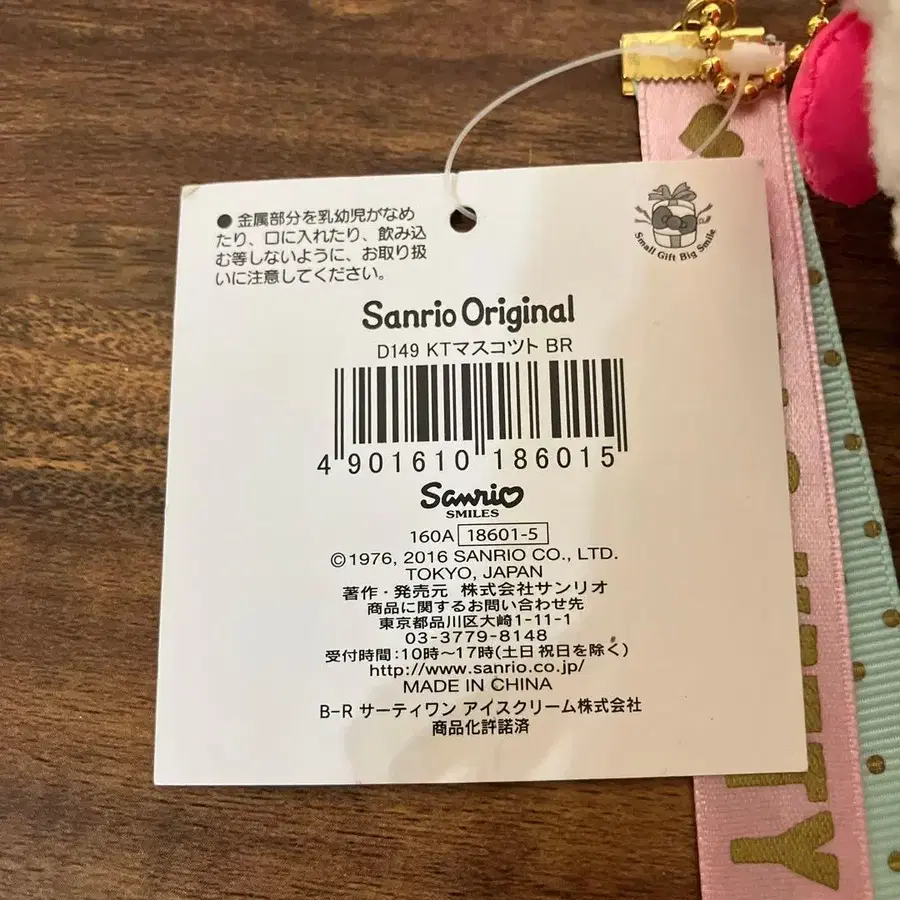 ● 金属部分を乳幼児がなめ
たり、口に入れたり、飲み込
む等しないように、お取り扱
いに注意してください。
Small Gift Big Smile
Sanrio Original
D149 KTマスコツト BR
4 901610 186015
Sanrio
SMILES
160A 18601-5
©1976, 2016 SANRIO CO., LTD.
TOKYO, JAPAN
著作・発売元 株式会社サンリオ
商品に関するお問い合わせ先
東京都品川区大崎1-11-1
03-3779-8148
受付時間:10時〜17時(土日祝日を除く)
http://www.sanrio.co.jp/
MADE IN CHINA
B-R サーティワン アイスクリーム株式会社
商品化許諾済